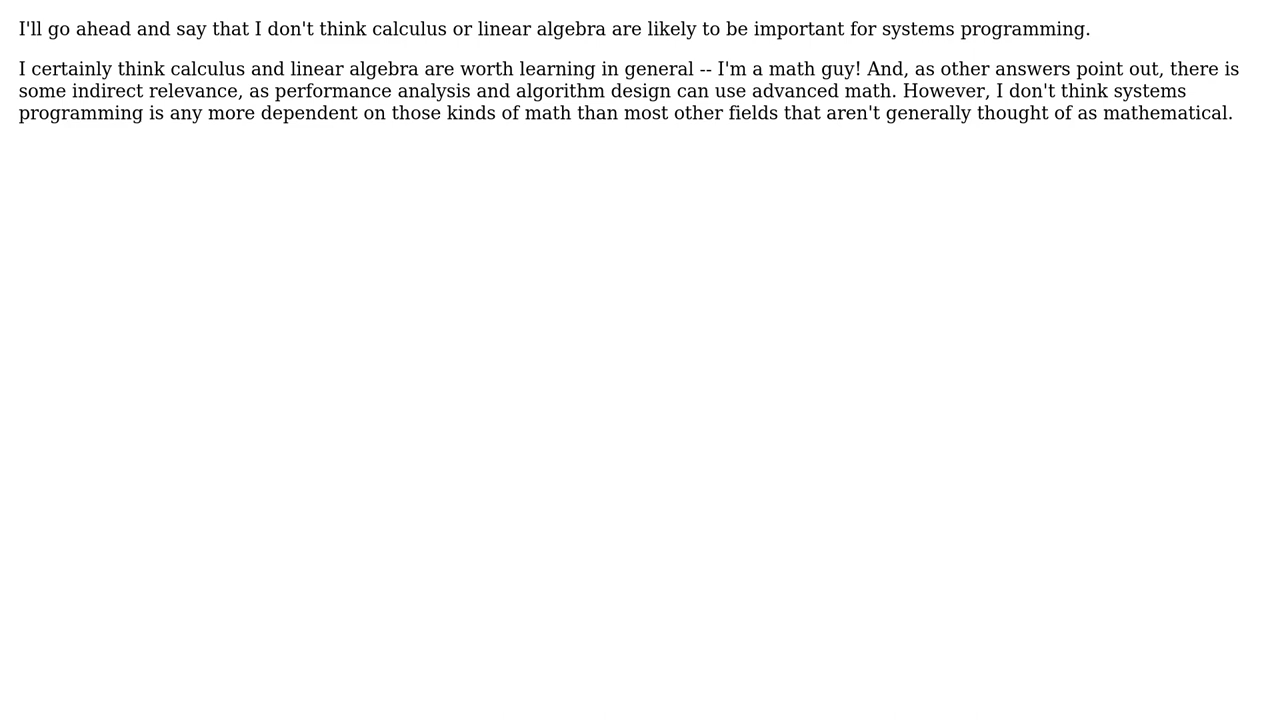 I'll go ahead and say that I don't think calculus or linear algebra are likely to be important for systems programming.
I certainly think calculus and linear algebra are worth learning in general -- I'm a math guy! And, as other answers point out, there is
some indirect relevance, as performance analysis and algorithm design can use advanced math. However, I don't think systems
programming is any more dependent on those kinds of math than most other fields that aren't generally thought of as mathematical.